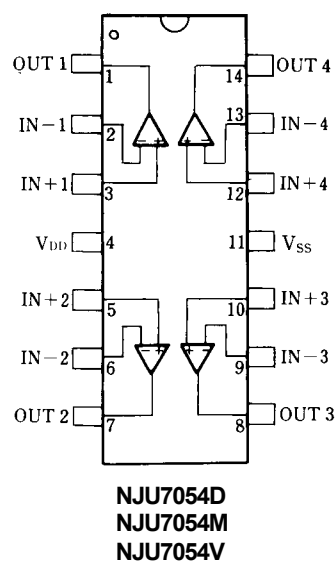 OUT 1 1 14 OUT 4
IN−1 2 13 IN−4
− + + −
IN+1 3 12 IN+4
VDD 4 11 VSS
IN+2 5 10 IN+3
− + − +
IN−2 6 9 IN−3
OUT 2 7 8 OUT 3
NJU7054D
NJU7054M
NJU7054V